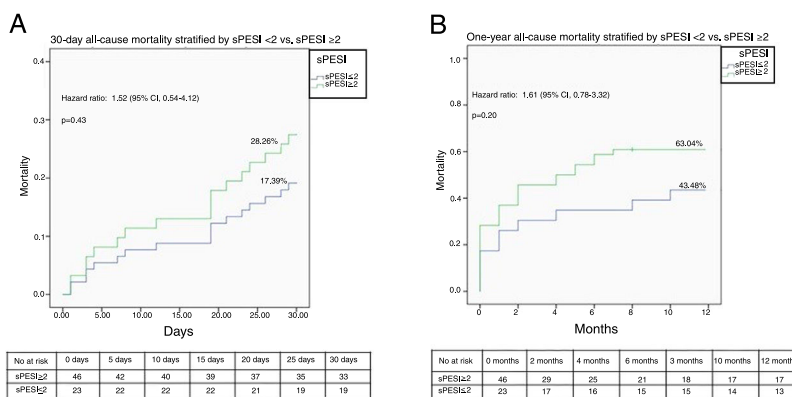 A
30-day all-cause mortality stratified by sPESI <2 vs. sPESI ≥2
sPESI
sPESI≤2
sPESI≥2
Hazard ratio: 1.52 (95% CI, 0.54-4.12)
p=0.43
28.26%
17.39%
Mortality
0.4
0.3
0.2
0.1
0.0
0.00 5.00 10.00 15.00 20.00 25.00 30.00
Days
No at risk 0 days 5 days 10 days 15 days 20 days 25 days 30 days
sPESI≥2 46 42 40 39 37 35 33
sPESI≤2 23 22 22 22 21 19 19
B
One-year all-cause mortality stratified by sPESI <2 vs. sPESI ≥2
sPESI
sPESI≤2
sPESI≥2
Hazard ratio: 1.61 (95% CI, 0.78-3.32)
p=0.20
63.04%
43.48%
Mortality
1.0
0.8
0.6
0.4
0.2
0.0
0 2 4 6 8 10 12
Months
No at risk 0 months 2 months 4 months 6 months 3 months 10 months 12 month
sPESI≥2 46 29 25 21 18 17 17
sPESI≤2 23 17 16 15 15 14 13